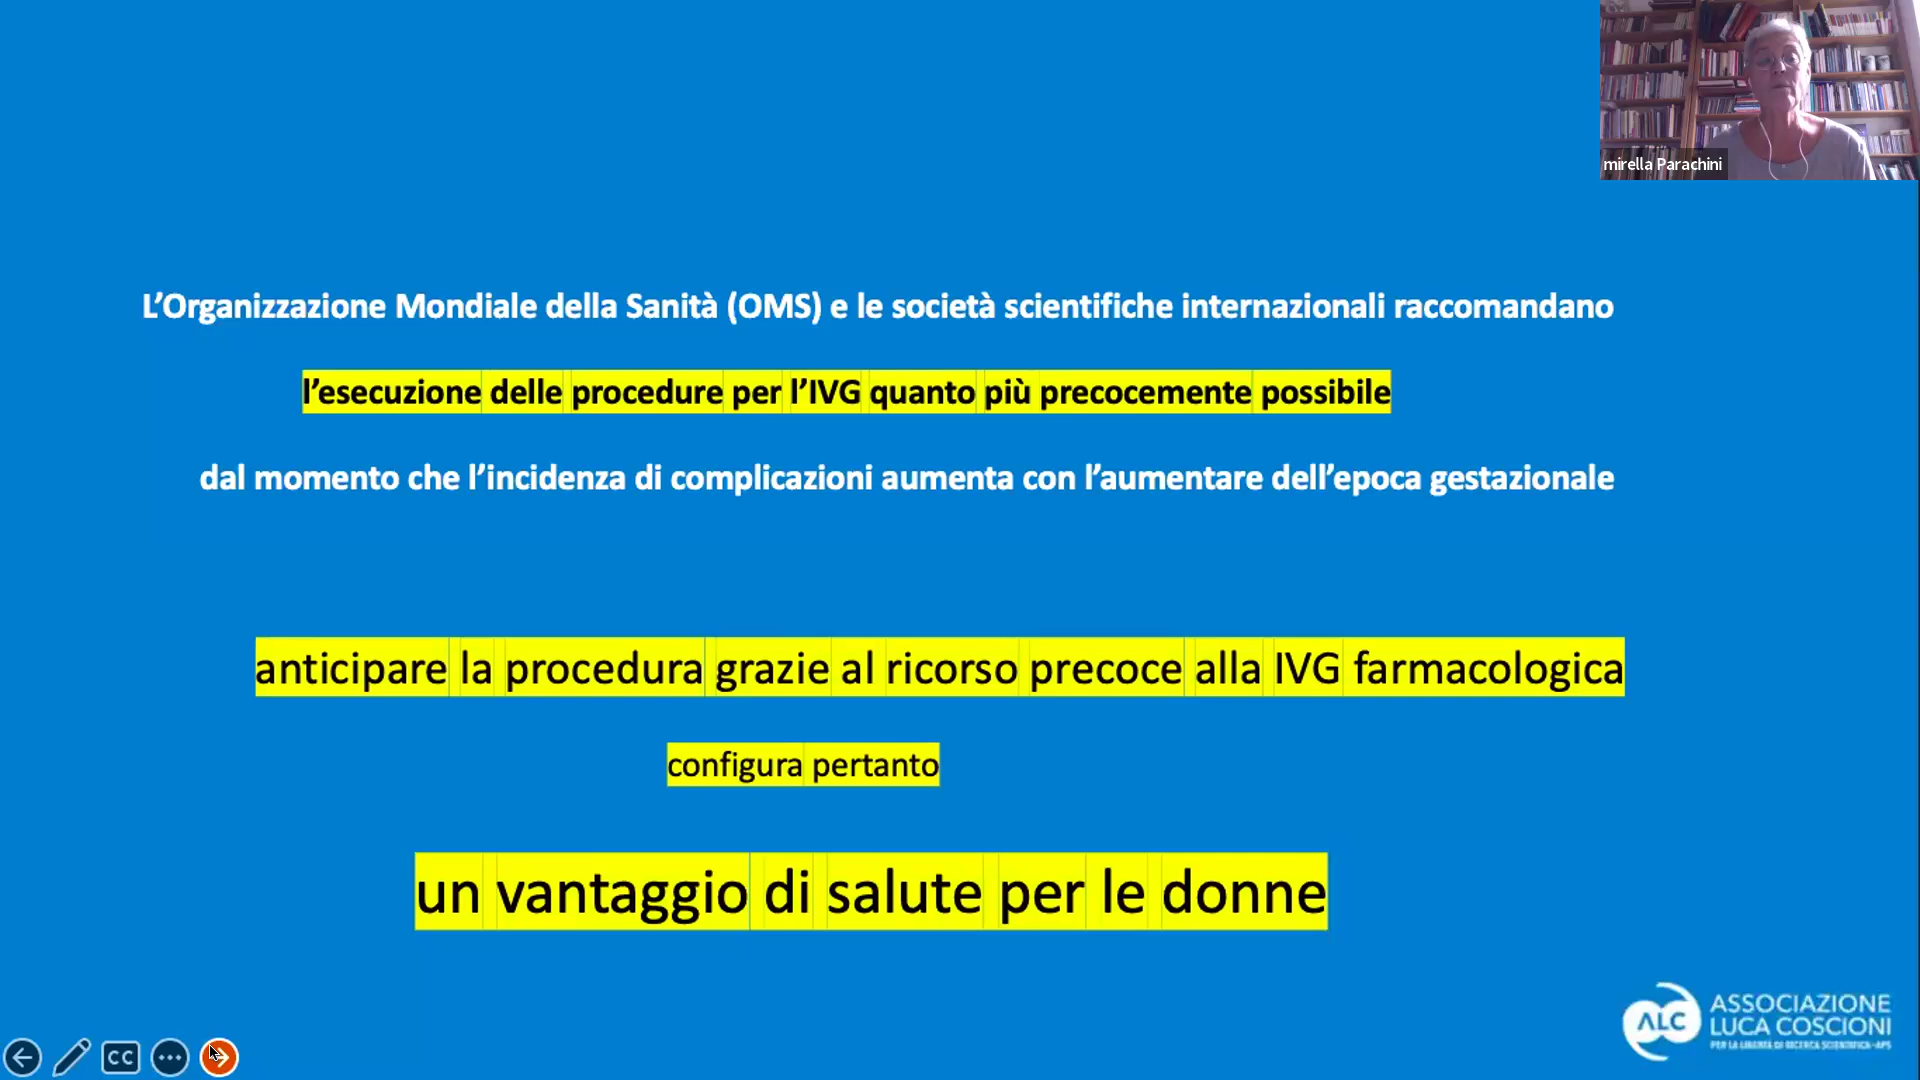 mirella Parachini
L’Organizzazione Mondiale della Sanità (OMS) e le società scientifiche internazionali raccomandano
l’esecuzione delle procedure per l’IVG quanto più precocemente possibile
dal momento che l’incidenza di complicazioni aumenta con l’aumentare dell’epoca gestazionale
anticipare la procedura grazie al ricorso precoce alla IVG farmacologica
configura pertanto
un vantaggio di salute per le donne
ALC
ASSOCIAZIONE
LUCA COSCIONI
PER LA LIBERTÀ DI RICERCA SCIENTIFICA - APS
CC